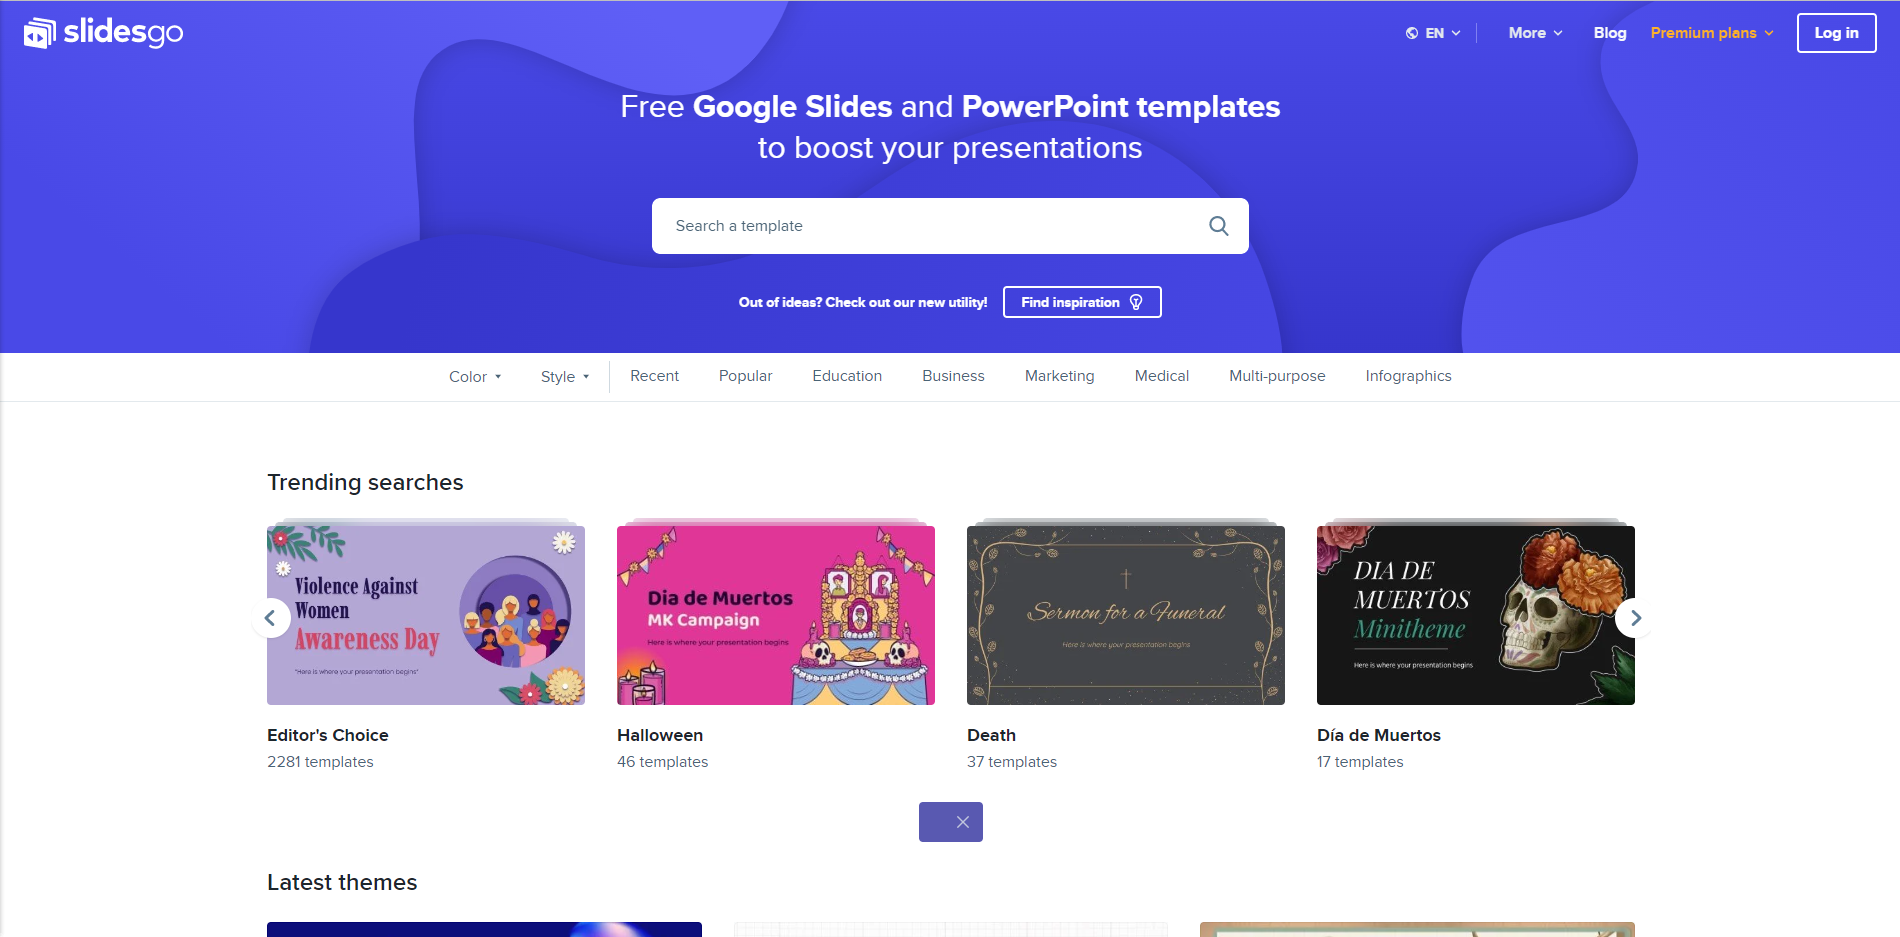 slidesgo
EN
More
Blog
Premium plans
Log in
Free Google Slides and PowerPoint templates
to boost your presentations
Search a template
Out of ideas? Check out our new utility!
Find inspiration
Color
Style
Recent
Popular
Education
Business
Marketing
Medical
Multi-purpose
Infographics
Trending searches
Violence Against
Women
Awareness Day
"Here is where your presentation begins"
Editor's Choice
2281 templates
Dia de Muertos
MK Campaign
Here is where your presentation begins
Halloween
46 templates
Sermon for a Funeral
Here is where your presentation begins
Death
37 templates
DIA DE
MUERTOS
Minitheme
Here is where your presentation begins
Día de Muertos
17 templates
Latest themes